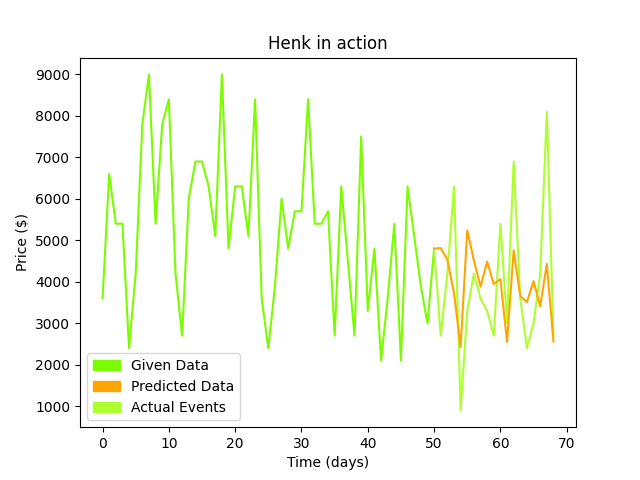 Henk in action
Price ($)
9000
8000
7000
6000
5000
4000
3000
2000
1000
Given Data
Predicted Data
Actual Events
0 10 20 30 40 50 60 70
Time (days)